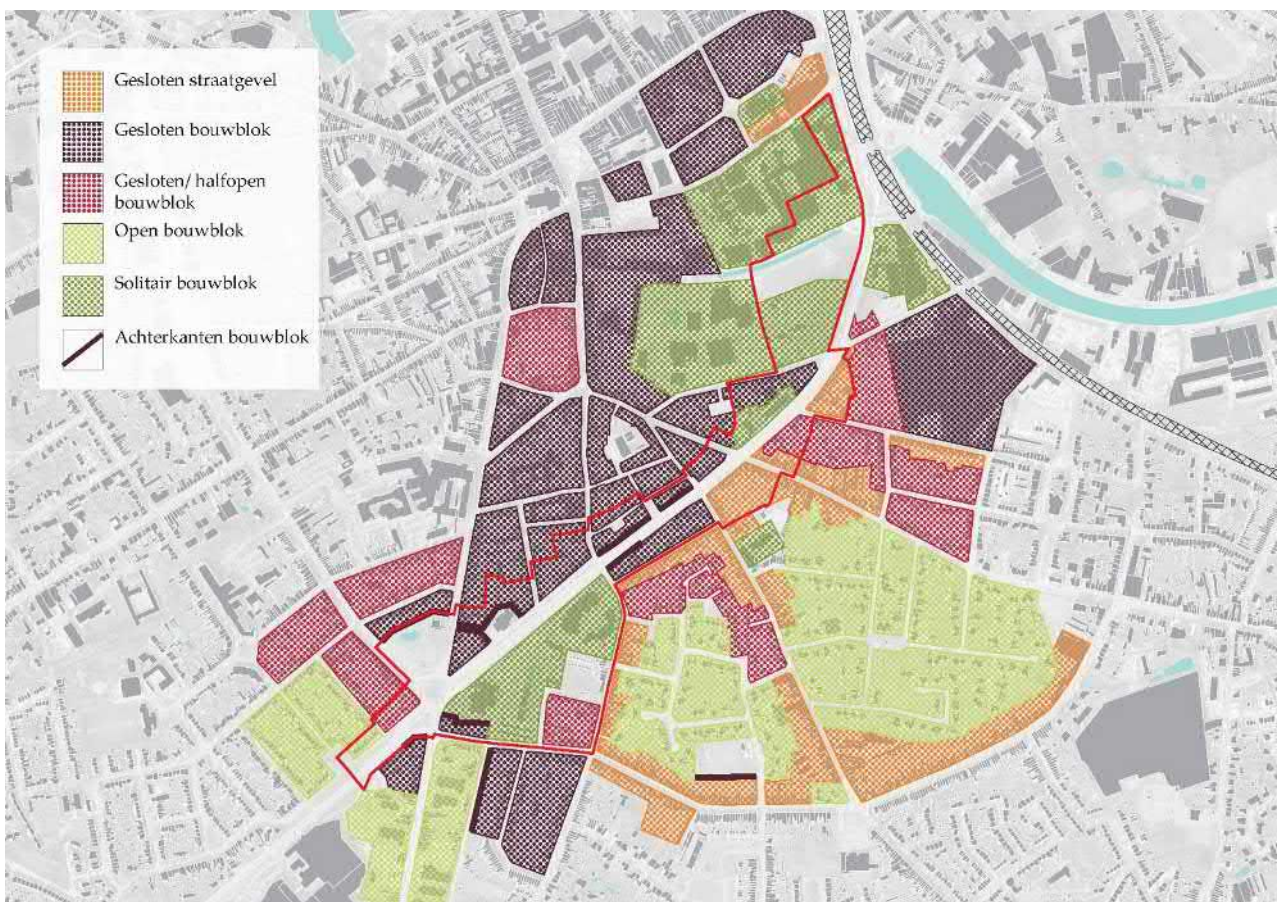 Gesloten straatgevel
Gesloten bouwblok
Gesloten/ halfopen
bouwblok
Open bouwblok
Solitair bouwblok
Achterkanten bouwblok